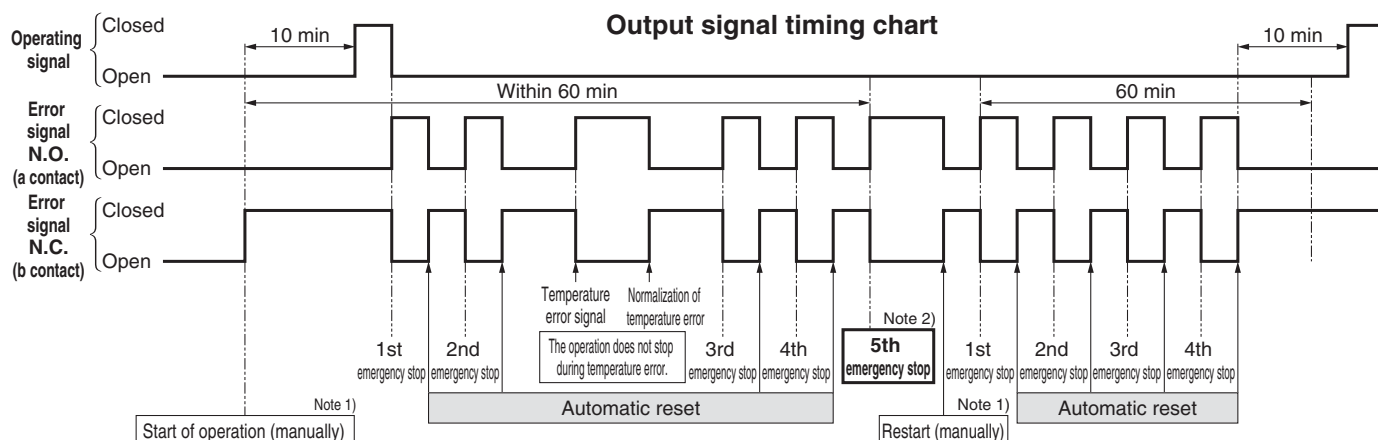 Output signal timing chart
Operating
signal
Closed
Open
10 min
10 min
Within 60 min
60 min
Error
signal
N.O.
(a contact)
Closed
Open
Error
signal
N.C.
(b contact)
Closed
Open
Temperature
error signal
Normalization of
temperature error
The operation does not stop
during temperature error.
1st
emergency stop
2nd
emergency stop
3rd
emergency stop
4th
emergency stop
Note 2)
5th
emergency stop
1st
emergency stop
2nd
emergency stop
3rd
emergency stop
4th
emergency stop
Automatic reset
Automatic reset
Note 1)
Start of operation (manually)
Note 1)
Restart (manually)